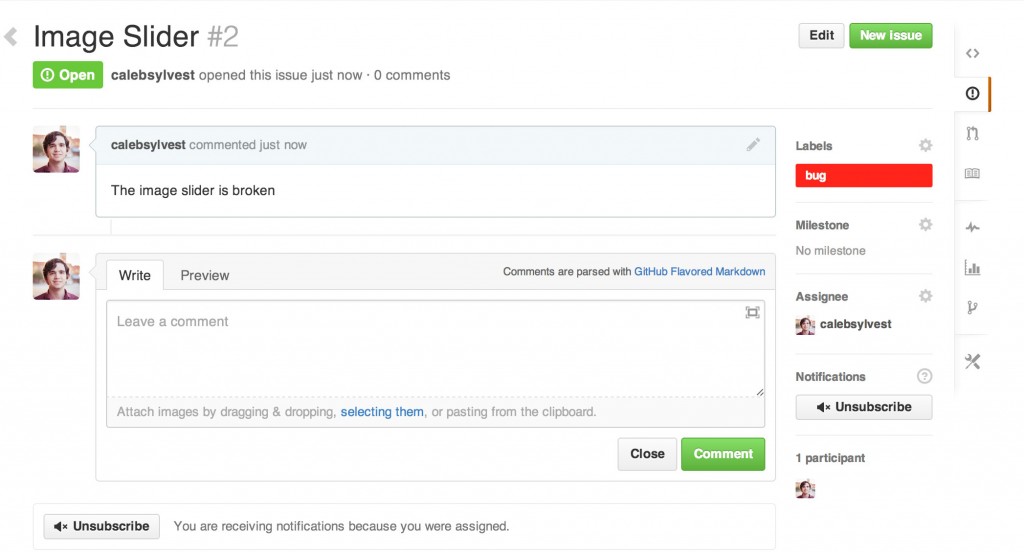 Image Slider #2
Edit
New issue
Open
calebsylvest opened this issue just now · 0 comments
calebsylvest commented just now
The image slider is broken
Labels
bug
Milestone
No milestone
Assignee
calebsylvest
Notifications
Unsubscribe
1 participant
Write
Preview
Comments are parsed with GitHub Flavored Markdown
Leave a comment
Attach images by dragging & dropping, selecting them, or pasting from the clipboard.
Close
Comment
Unsubscribe
You are receiving notifications because you were assigned.